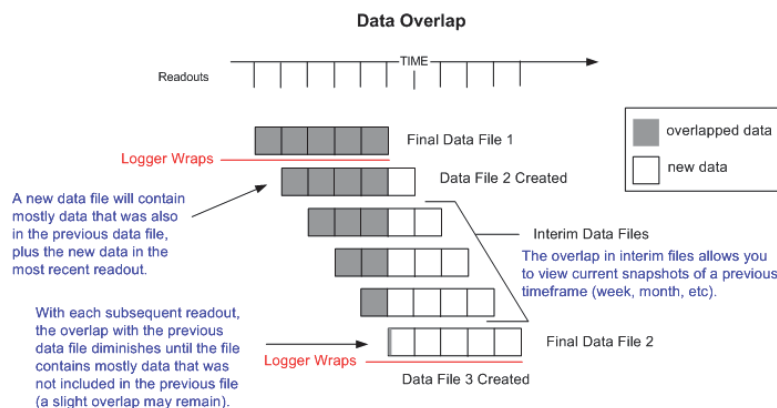 Data Overlap
TIME
Readouts
overlapped data
new data
Final Data File 1
Logger Wraps
Data File 2 Created
A new data file will contain
mostly data that was also
in the previous data file,
plus the new data in the
most recent readout.
Interim Data Files
The overlap in interim files allows you
to view current snapshots of a previous
timeframe (week, month, etc).
With each subsequent readout,
the overlap with the previous
data file diminishes until the file
contains mostly data that was
not included in the previous file
(a slight overlap may remain).
Final Data File 2
Logger Wraps
Data File 3 Created